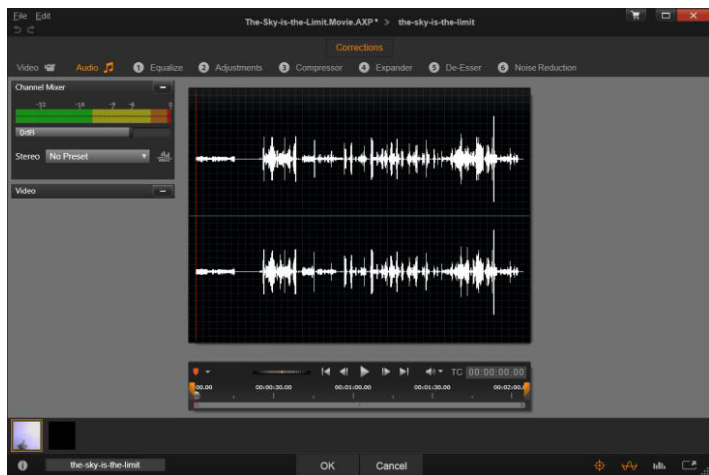 File Edit
The-Sky-is-the-Limit.Movie.AXP* > the-sky-is-the-limit
Corrections
Video Audio 1 Equalize 2 Adjustments 3 Compressor 4 Expander 5 De-Esser 6 Noise Reduction
Channel Mixer
-32 -16 -9 -6 0
0dB
Stereo No Preset
Video
TC 00:00:00.00
00.00 00:00:30.00 00:01:00.00 00:01:30.00 00:02:00.0
the-sky-is-the-limit OK Cancel